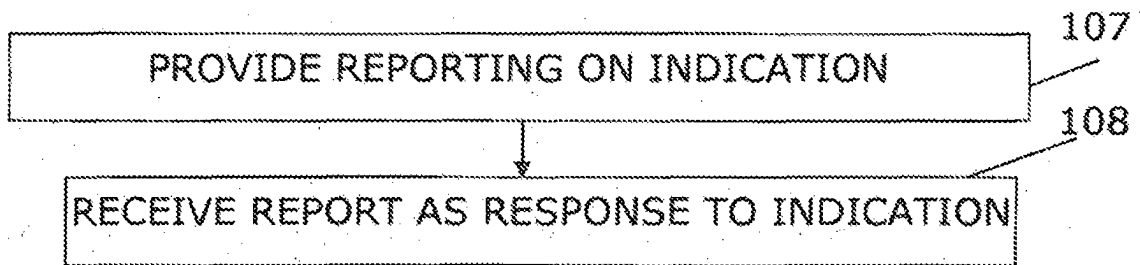 107
PROVIDE REPORTING ON INDICATION
108
RECEIVE REPORT AS RESPONSE TO INDICATION